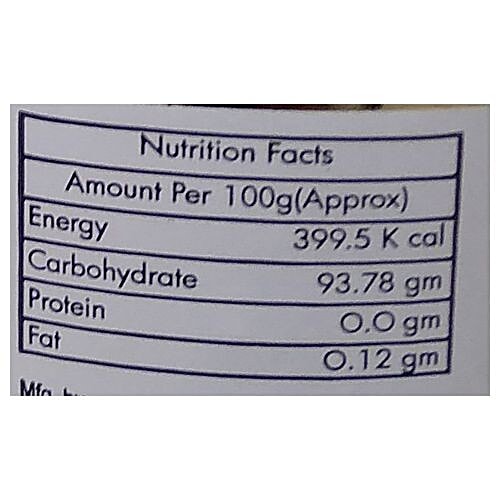 Nutrition Facts
Amount Per 100g(Approx)
Energy 399.5 K cal
Carbohydrate 93.78 gm
Protein 0.0 gm
Fat 0.12 gm
Mfg.